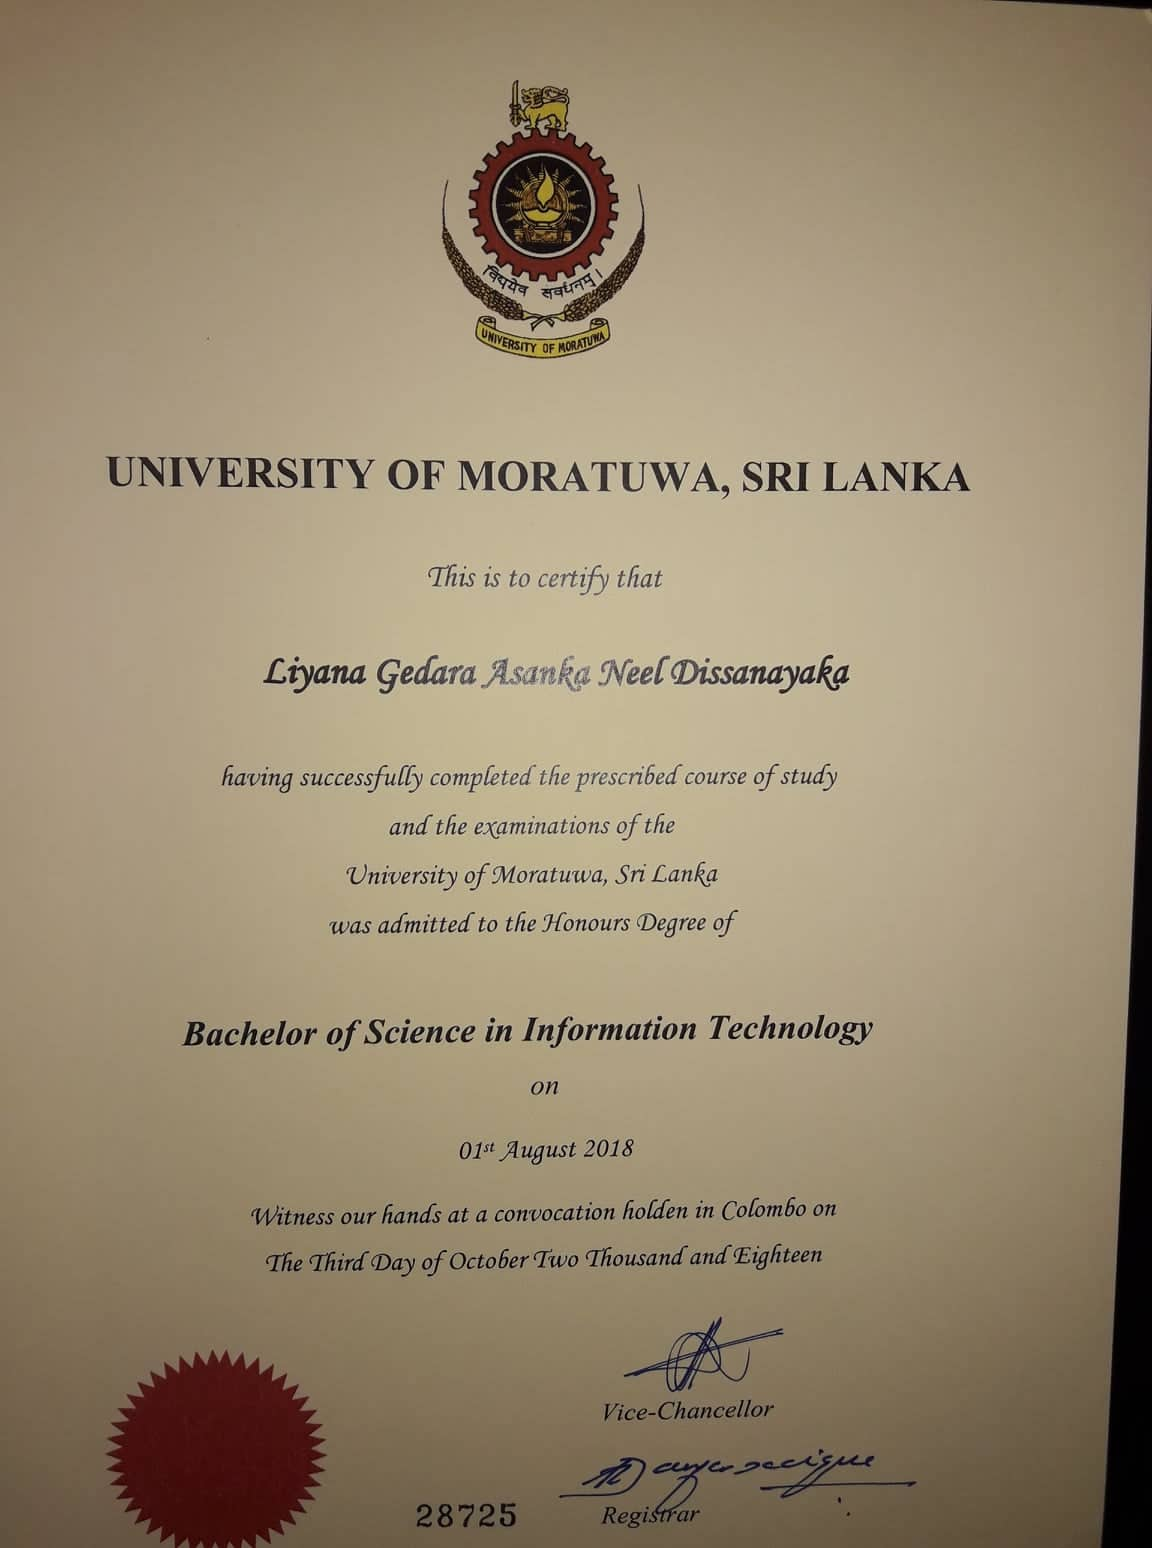 विद्ययैव सर्वधनम् ।
UNIVERSITY OF MORATUWA
UNIVERSITY OF MORATUWA, SRI LANKA
This is to certify that
Liyana Gedara Asanka Neel Dissanayaka
having successfully completed the prescribed course of study
and the examinations of the
University of Moratuwa, Sri Lanka
was admitted to the Honours Degree of
Bachelor of Science in Information Technology
on
01st August 2018
Witness our hands at a convocation holden in Colombo on
The Third Day of October Two Thousand and Eighteen
Vice-Chancellor
28725
Registrar